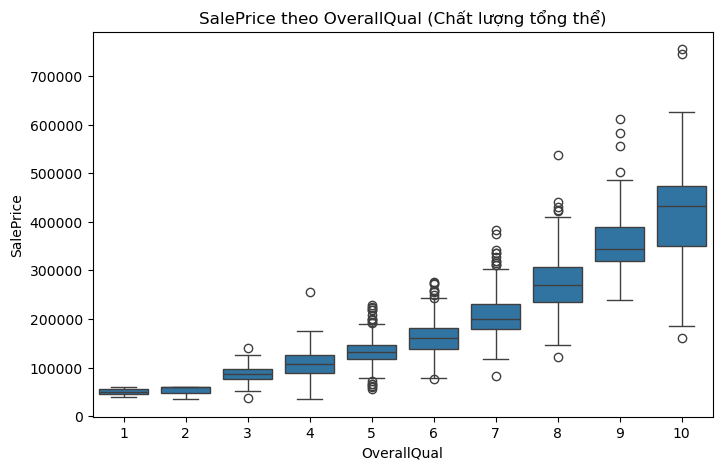 SalePrice theo OverallQual (Chất lượng tổng thể)
SalePrice
700000
600000
500000
400000
300000
200000
100000
0
1 2 3 4 5 6 7 8 9 10
OverallQual